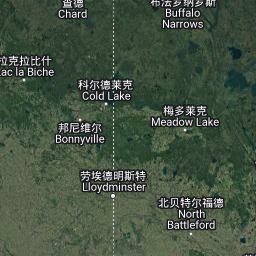 查德
Chard
布法罗纳罗斯
Buffalo
Narrows
拉克拉比什
Lac la Biche
科尔德莱克
Cold Lake
梅多莱克
Meadow Lake
邦尼维尔
Bonnyville
劳埃德明斯特
Lloydminster
北贝特尔福德
North
Battleford